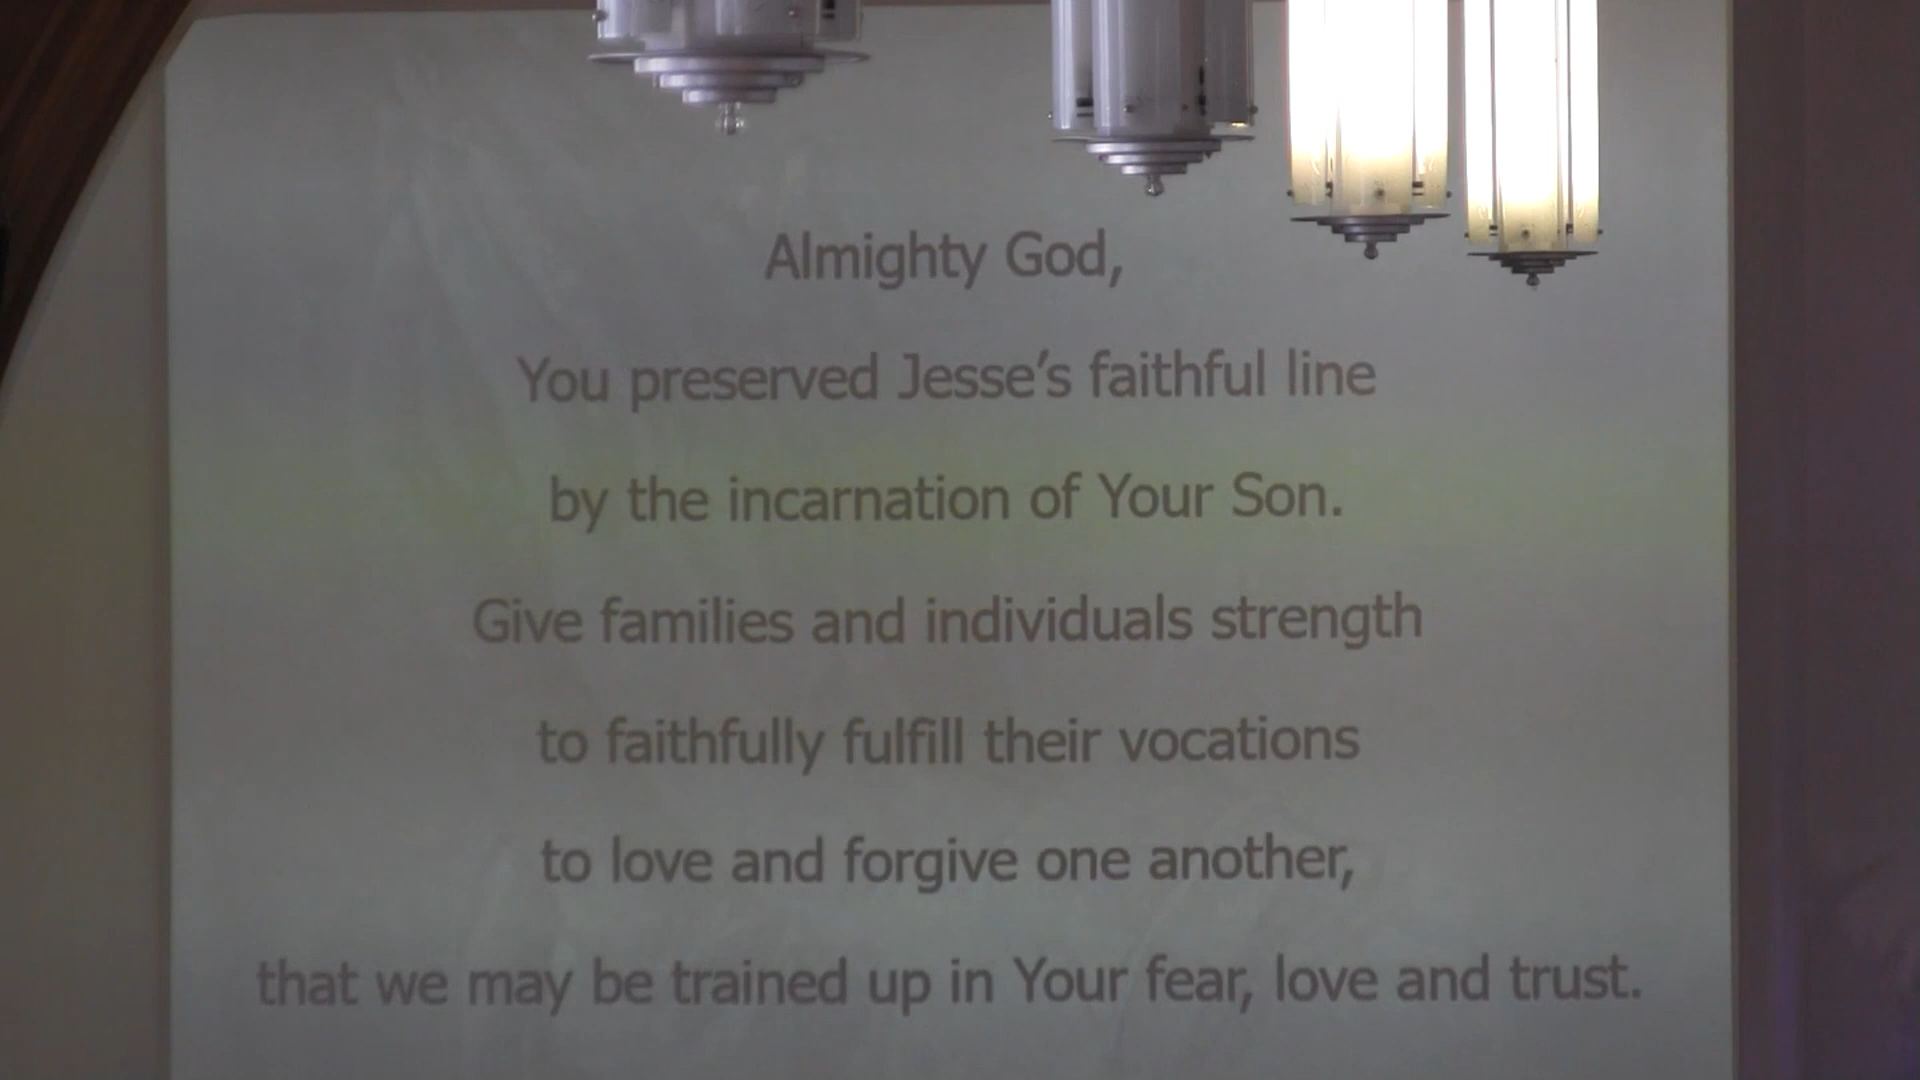 Almighty God,
You preserved Jesse’s faithful line
by the incarnation of Your Son.
Give families and individuals strength
to faithfully fulfill their vocations
to love and forgive one another,
that we may be trained up in Your fear, love and trust.